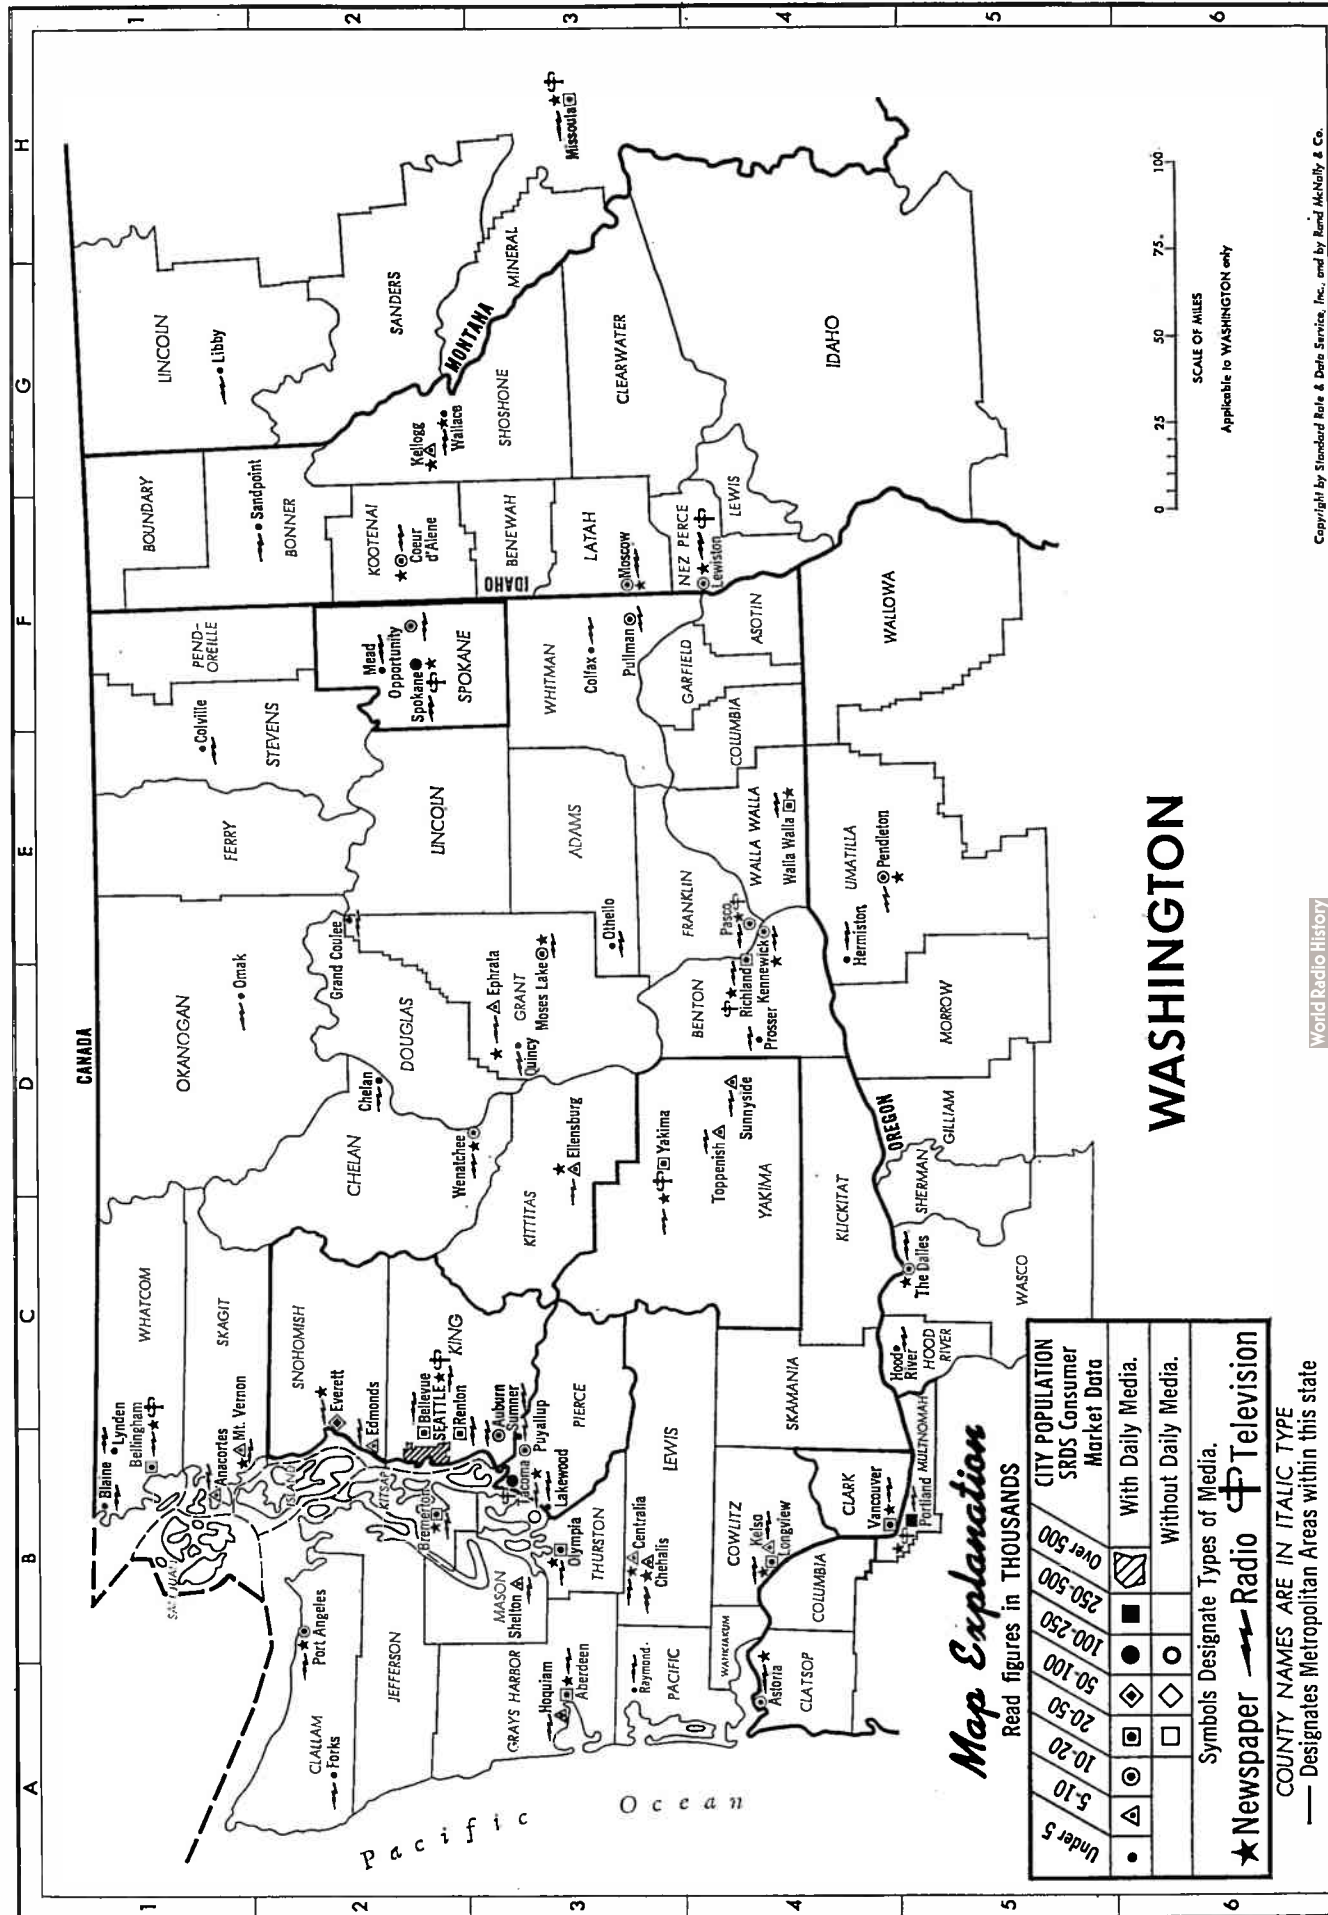 A
B
C
D
E
F
G
H
1
2
3
4
5
6
1
2
3
4
5
6
CANADA
WHATCOM
Blaine
Lynden
Bellingham
SKAGIT
Anacortes
Mt. Vernon
ISLAND
SNOHOMISH
Everett
Edmonds
KITSAP
Bremerton
KING
Bellevue
SEATTLE
Renton
Auburn
Sumner
Puyallup
Tacoma
Lakewood
PIERCE
CLALLAM
Forks
Port Angeles
JEFFERSON
MASON
Shelton
GRAYS HARBOR
Hoquiam
Aberdeen
THURSTON
Olympia
Centralia
Chehalis
LEWIS
PACIFIC
Raymond
WAHKIAKUM
COWLITZ
Kelso
Longview
CLARK
Vancouver
SKAMANIA
Portland
MULTNOMAH
COLUMBIA
CLATSOP
Astoria
Hood
River
HOOD
RIVER
WASCO
The Dalles
SHERMAN
GILLIAM
OREGON
MORROW
KLICKITAT
YAKIMA
Yakima
Toppenish
Sunnyside
KITTITAS
Ellensburg
CHELAN
Wenatchee
Chelan
OKANOGAN
Omak
DOUGLAS
Grand Coulee
GRANT
Ephrata
Moses Lake
Quincy
BENTON
Richland
Kennewick
Prosser
FRANKLIN
Pasco
ADAMS
Othello
LINCOLN
FERRY
STEVENS
Colville
PEND-
OREILLE
SPOKANE
Mead
Opportunity
Spokane
WHITMAN
Colfax
Pullman
GARFIELD
ASOTIN
COLUMBIA
WALLA WALLA
Walla Walla
UMATILLA
Pendleton
Hermiston
WALLOWA
BOUNDARY
BONNER
Sandpoint
KOOTENAI
Coeur
d'Alene
IDAHO
BENEWAH
LATAH
Moscow
NEZ PERCE
Lewiston
LEWIS
SHOSHONE
Kellogg
Wallace
CLEARWATER
IDAHO
LINCOLN
Libby
SANDERS
MONTANA
MINERAL
Missoula
Pacific
Ocean
WASHINGTON
SCALE OF MILES
0 25 50 75 100
Applicable to WASHINGTON only
Map Explanation
Read figures in THOUSANDS
Under 5
5-10
10-20
20-50
50-100
100-250
250-500
Over 500
CITY POPULATION
SRDS Consumer
Market Data
With Daily Media.
Without Daily Media.
Symbols Designate Types of Media.
Newspaper Radio Television
COUNTY NAMES ARE IN ITALIC TYPE
Designates Metropolitan Areas within this state
Copyright by Standard Rate & Data Service, Inc., and by Rand McNally & Co.
World Radio History